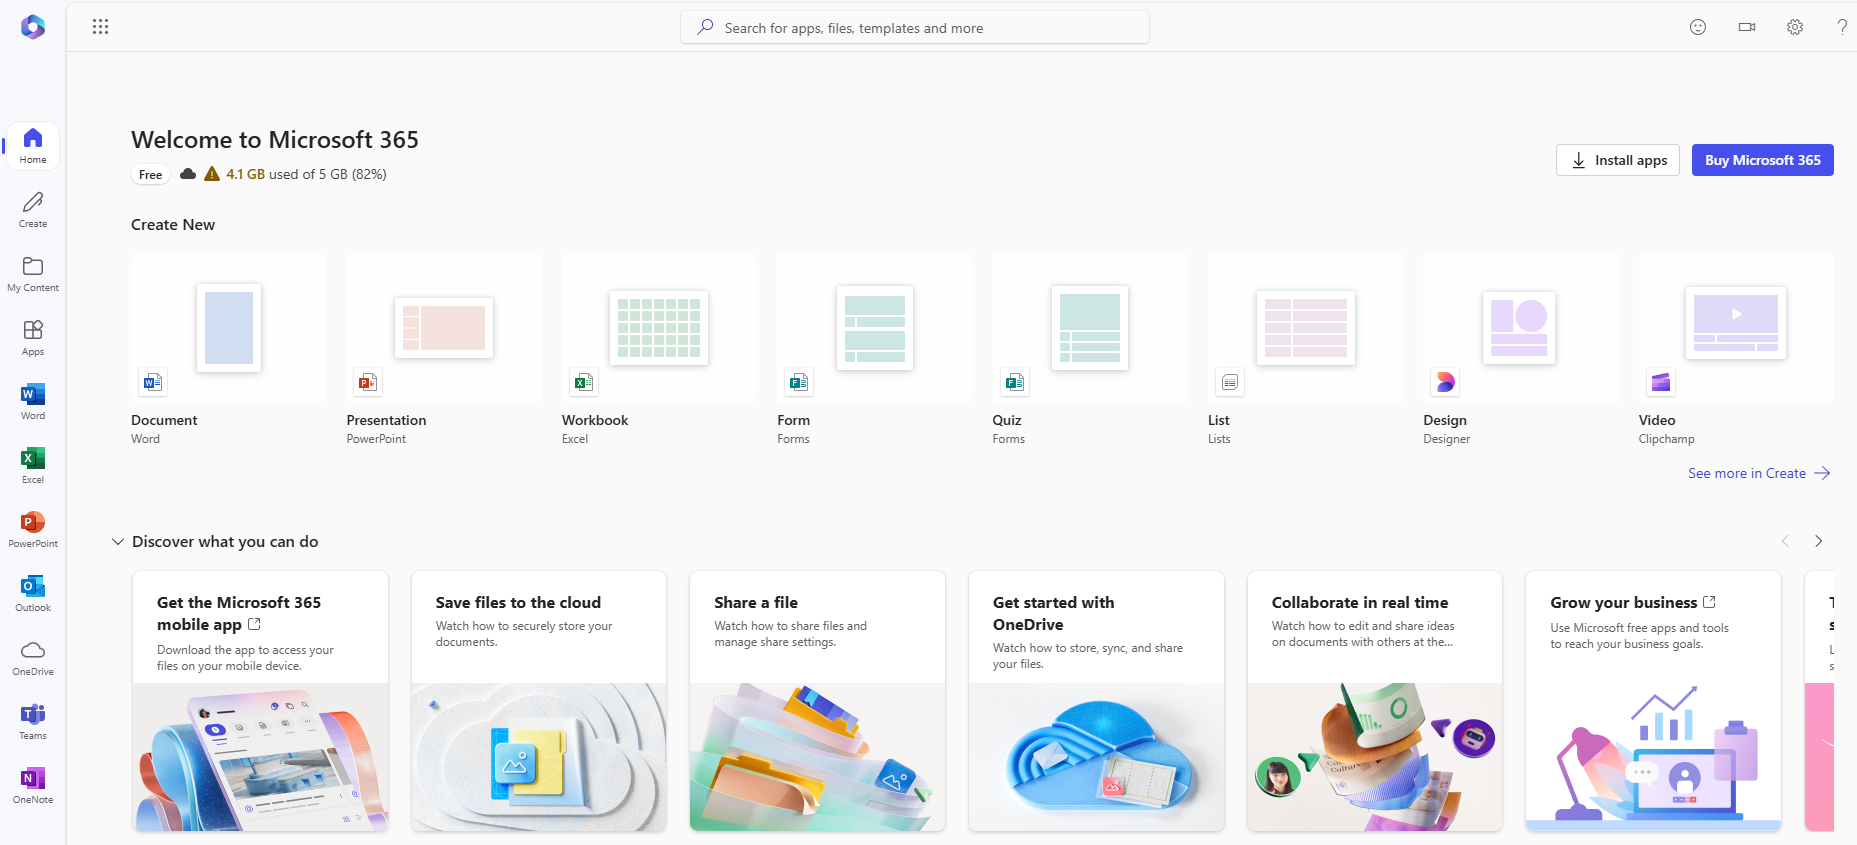 Search for apps, files, templates and more
?
Home
Create
My Content
Apps
Word
Excel
PowerPoint
Outlook
OneDrive
Teams
OneNote
Welcome to Microsoft 365
Free 4.1 GB used of 5 GB (82%)
Install apps
Buy Microsoft 365
Create New
Document
Word
Presentation
PowerPoint
Workbook
Excel
Form
Forms
Quiz
Forms
List
Lists
Design
Designer
Video
Clipchamp
See more in Create
Discover what you can do
Get the Microsoft 365
mobile app
Download the app to access your
files on your mobile device.
Save files to the cloud
Watch how to securely store your
documents.
Share a file
Watch how to share files and
manage share settings.
Get started with
OneDrive
Watch how to store, sync, and share
your files.
Collaborate in real time
Watch how to edit and share ideas
on documents with others at the...
Grow your business
Use Microsoft free apps and tools
to reach your business goals.